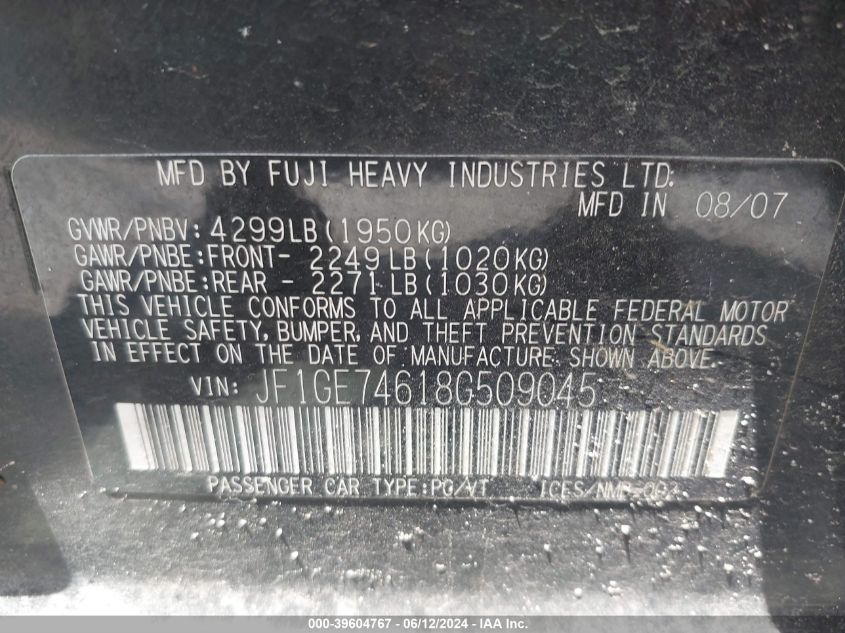 MFD BY FUJI HEAVY INDUSTRIES LTD.
MFD IN 08/07
GVWR/PNBV: 4299LB(1950KG)
GAWR/PNBE:FRONT- 2249LB(1020KG)
GAWR/PNBE:REAR - 2271LB(1030KG)
THIS VEHICLE CONFORMS TO ALL APPLICABLE FEDERAL MOTOR
VEHICLE SAFETY, BUMPER, AND THEFT PREVENTION STANDARDS
IN EFFECT ON THE DATE OF MANUFACTURE SHOWN ABOVE.
VIN: JF1GE74618G509045
PASSENGER CAR TYPE:PC/VT
000-39604767 - 06/12/2024 - IAA Inc.